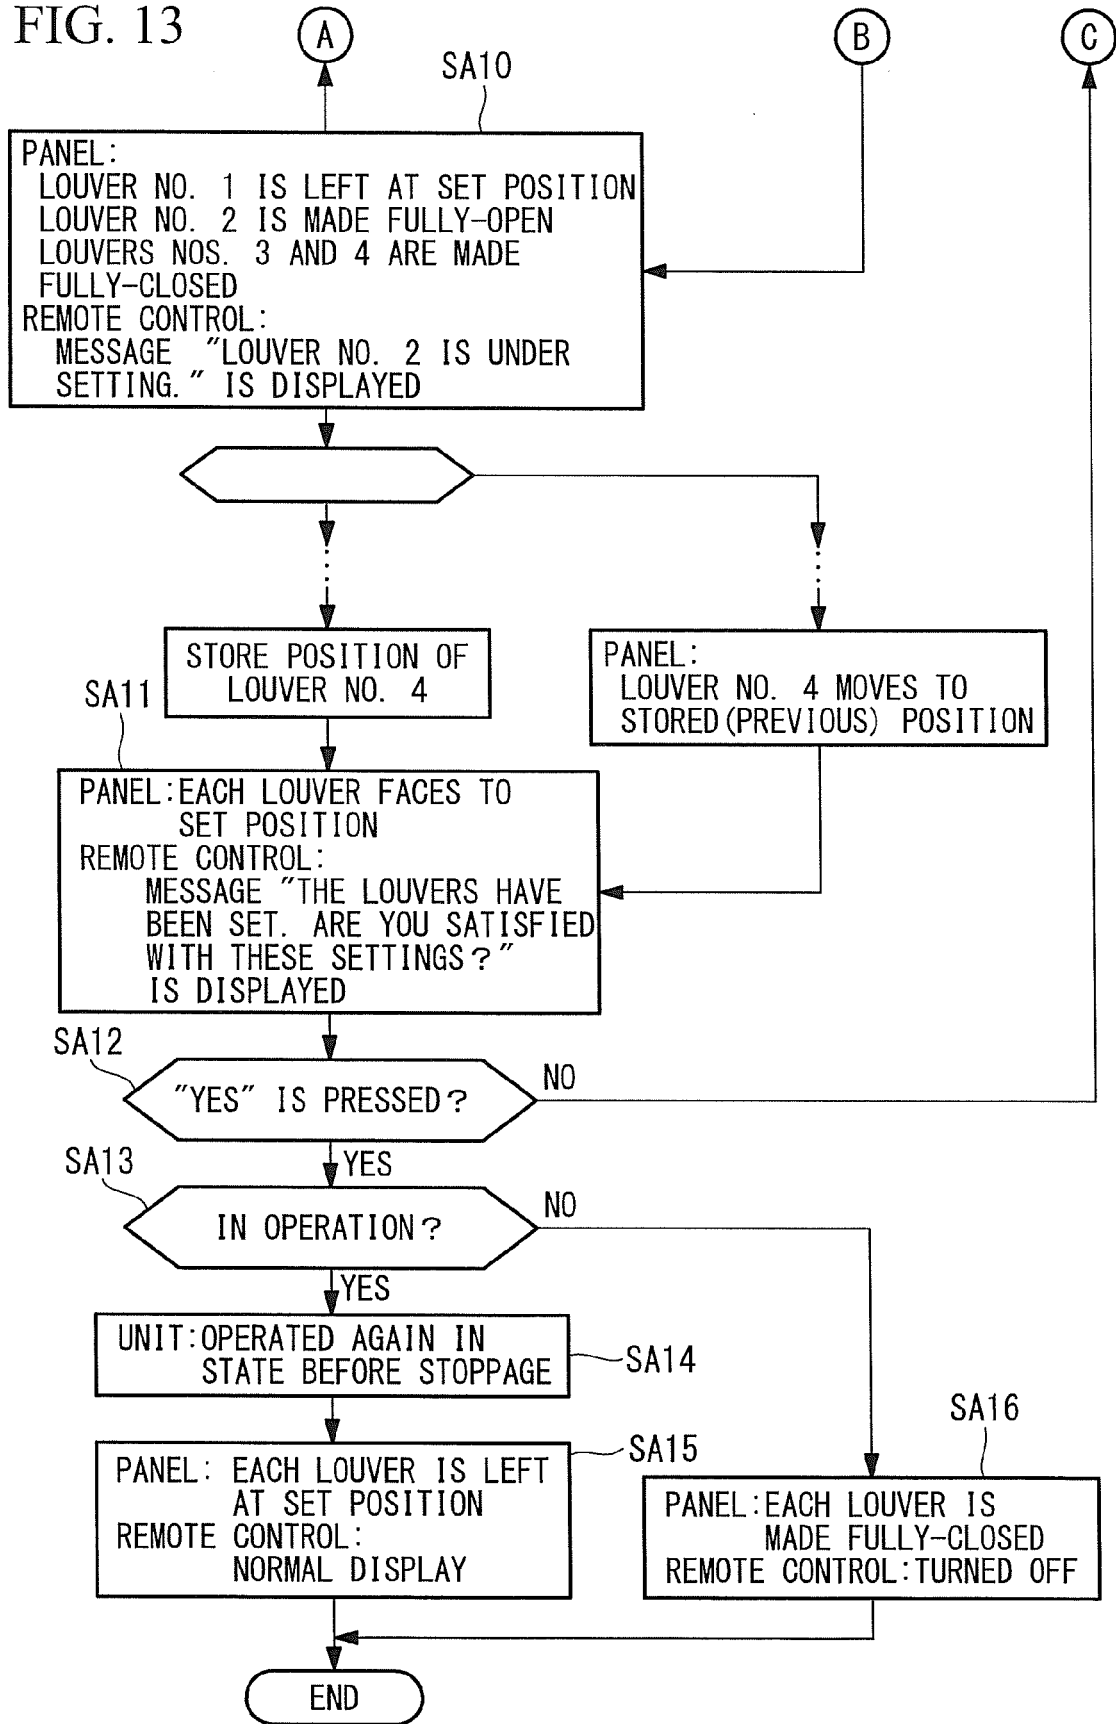 FIG. 13
A
B
C
SA10
PANEL:
LOUVER NO. 1 IS LEFT AT SET POSITION
LOUVER NO. 2 IS MADE FULLY-OPEN
LOUVERS NOS. 3 AND 4 ARE MADE
FULLY-CLOSED
REMOTE CONTROL:
MESSAGE "LOUVER NO. 2 IS UNDER
SETTING." IS DISPLAYED
STORE POSITION OF
LOUVER NO. 4
PANEL:
LOUVER NO. 4 MOVES TO
STORED(PREVIOUS) POSITION
SA11
PANEL:EACH LOUVER FACES TO
SET POSITION
REMOTE CONTROL:
MESSAGE "THE LOUVERS HAVE
BEEN SET. ARE YOU SATISFIED
WITH THESE SETTINGS?"
IS DISPLAYED
SA12
"YES" IS PRESSED?
NO
YES
SA13
IN OPERATION?
NO
YES
UNIT:OPERATED AGAIN IN
STATE BEFORE STOPPAGE
SA14
SA15
PANEL: EACH LOUVER IS LEFT
AT SET POSITION
REMOTE CONTROL:
NORMAL DISPLAY
SA16
PANEL:EACH LOUVER IS
MADE FULLY-CLOSED
REMOTE CONTROL:TURNED OFF
END